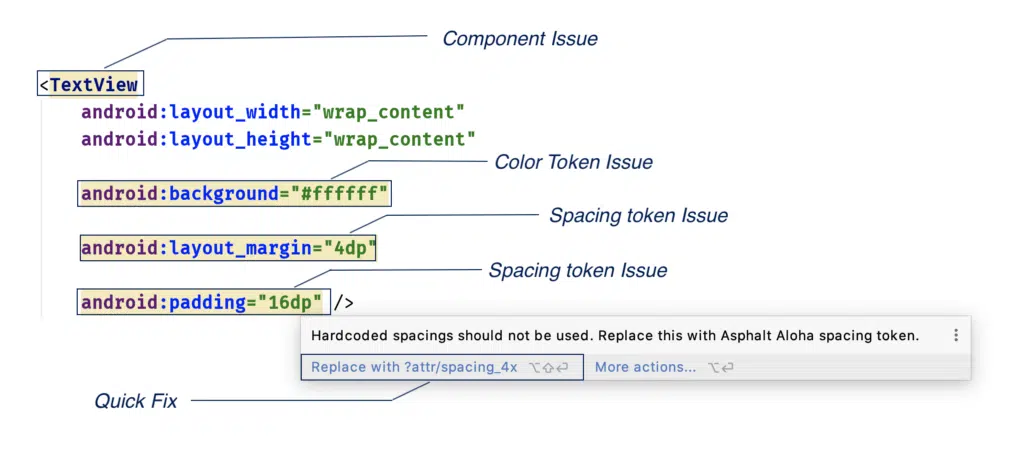 Component Issue
<TextView
android:layout_width="wrap_content"
android:layout_height="wrap_content"
Color Token Issue
android:background="#ffffff"
Spacing token Issue
android:layout_margin="4dp"
Spacing token Issue
android:padding="16dp" />
Hardcoded spacings should not be used. Replace this with Asphalt Aloha spacing token.
Replace with ?attr/spacing_4x ⌥⇧⏎ More actions... ⌥⏎
Quick Fix